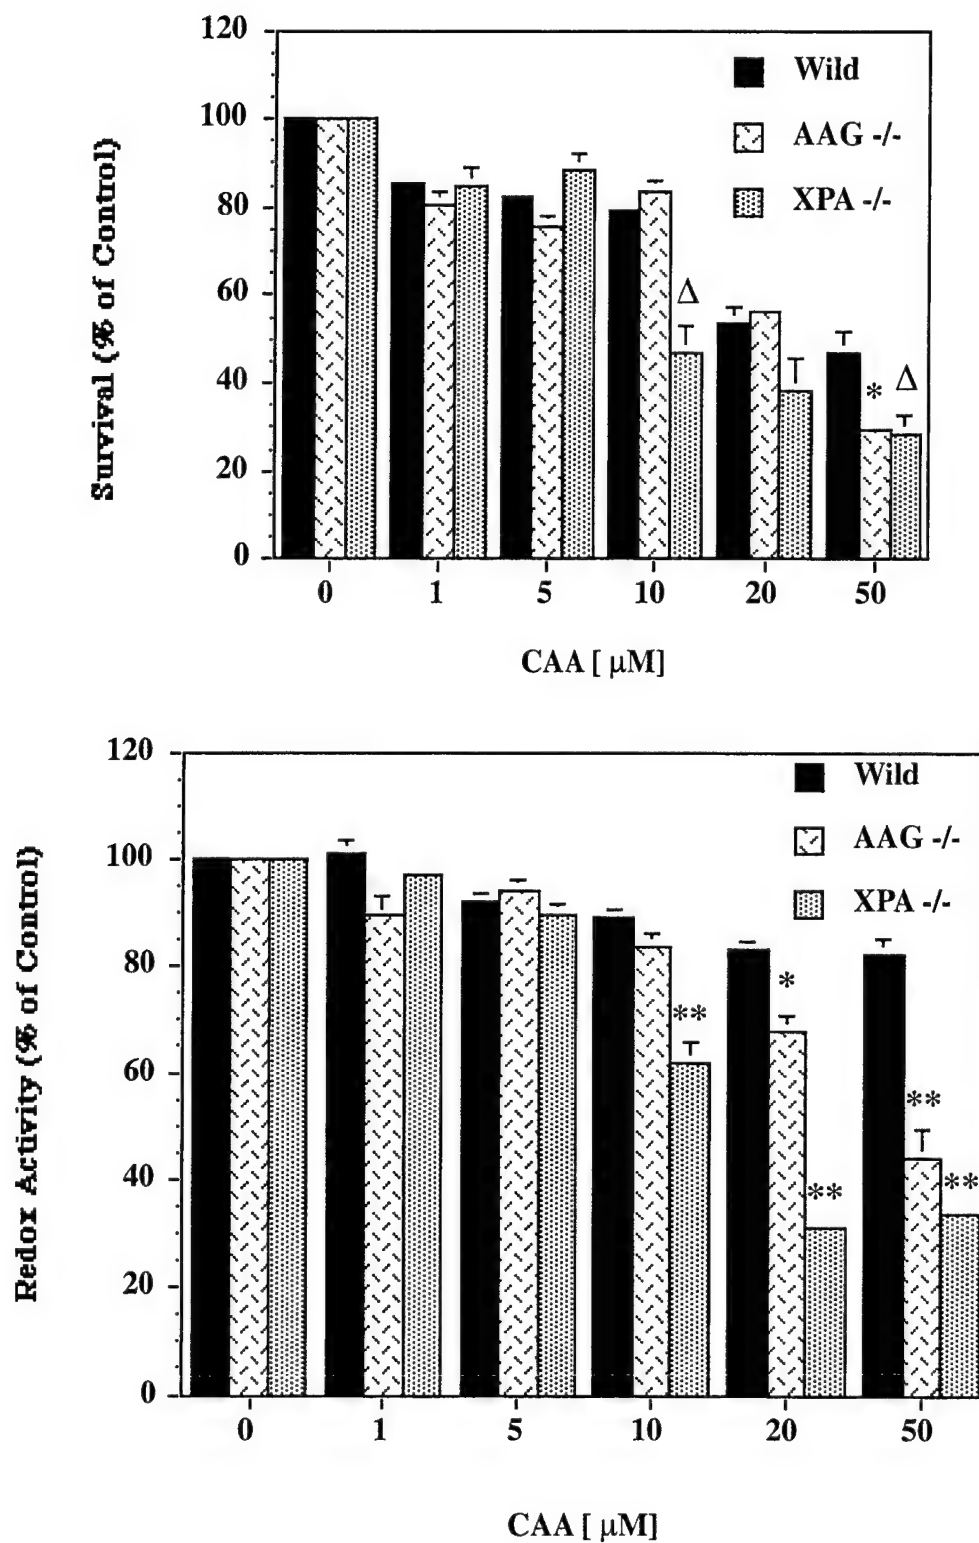 120
100
80
60
40
20
0
Survival (% of Control)
Wild
AAG -/-
XPA -/-
Δ
* Δ
0 1 5 10 20 50
CAA [ μM]
120
100
80
60
40
20
0
Redox Activity (% of Control)
Wild
AAG -/-
XPA -/-
*
**
**
**
**
0 1 5 10 20 50
CAA [ μM]